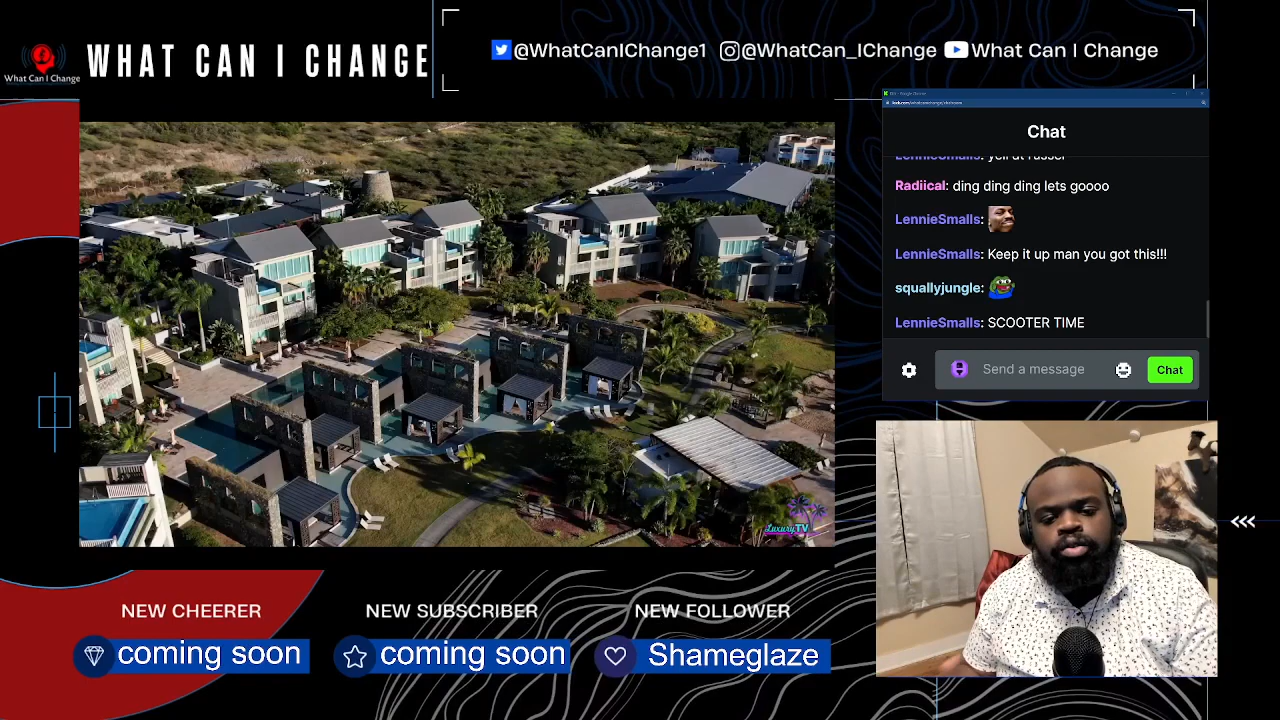 What Can I Change
WHAT CAN I CHANGE
@WhatCanIChange1 @WhatCan_IChange What Can I Change
Chat
LennieSmalls:
Radiical: ding ding ding lets goooo
LennieSmalls:
LennieSmalls: Keep it up man you got this!!!
squallyjungle:
LennieSmalls: SCOOTER TIME
Send a message
Chat
LuxuryTV
NEW CHEERER
coming soon
NEW SUBSCRIBER
coming soon
NEW FOLLOWER
Shameglaze